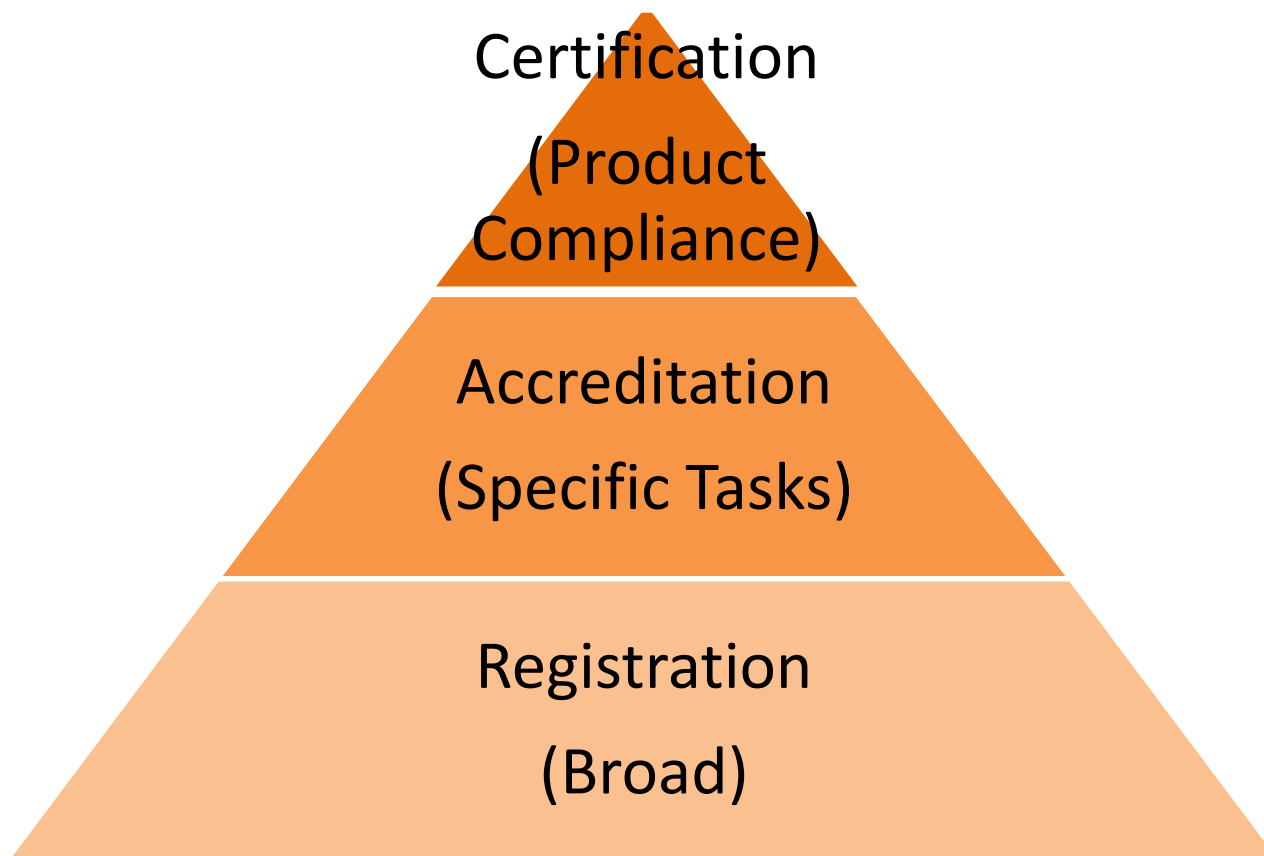 Certification
(Product
Compliance)
Accreditation
(Specific Tasks)
Registration
(Broad)